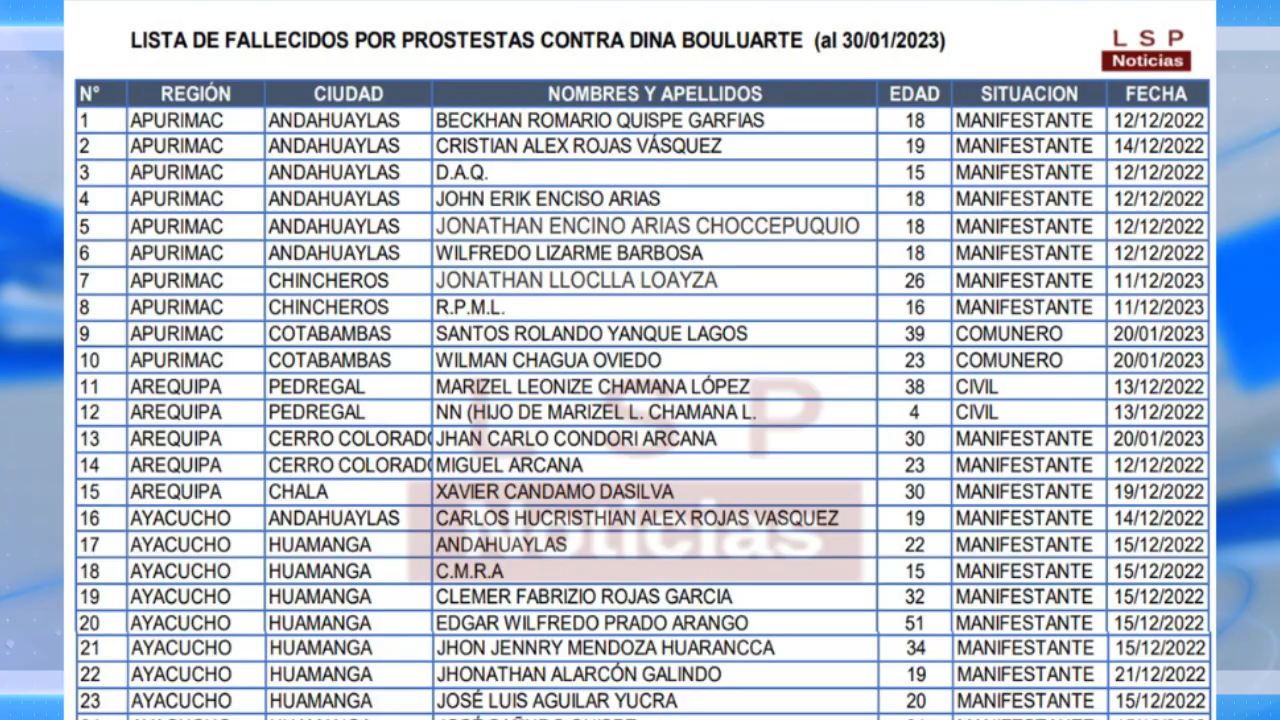 LISTA DE FALLECIDOS POR PROSTESTAS CONTRA DINA BOULUARTE (al 30/01/2023)
L S P
Noticias
N° REGIÓN CIUDAD NOMBRES Y APELLIDOS EDAD SITUACION FECHA
1 APURIMAC ANDAHUAYLAS BECKHAN ROMARIO QUISPE GARFIAS 18 MANIFESTANTE 12/12/2022
2 APURIMAC ANDAHUAYLAS CRISTIAN ALEX ROJAS VÁSQUEZ 19 MANIFESTANTE 14/12/2022
3 APURIMAC ANDAHUAYLAS D.A.Q. 15 MANIFESTANTE 12/12/2022
4 APURIMAC ANDAHUAYLAS JOHN ERIK ENCISO ARIAS 18 MANIFESTANTE 12/12/2022
5 APURIMAC ANDAHUAYLAS JONATHAN ENCINO ARIAS CHOCCEPUQUIO 18 MANIFESTANTE 12/12/2022
6 APURIMAC ANDAHUAYLAS WILFREDO LIZARME BARBOSA 18 MANIFESTANTE 12/12/2022
7 APURIMAC CHINCHEROS JONATHAN LLOCLLA LOAYZA 26 MANIFESTANTE 11/12/2023
8 APURIMAC CHINCHEROS R.P.M.L. 16 MANIFESTANTE 11/12/2022
9 APURIMAC COTABAMBAS SANTOS ROLANDO YANQUE LAGOS 39 COMUNERO 20/01/2023
10 APURIMAC COTABAMBAS WILMAN CHAGUA OVIEDO 23 COMUNERO 20/01/2023
11 AREQUIPA PEDREGAL MARIZEL LEONIZE CHAMANA LÓPEZ 38 CIVIL 13/12/2022
12 AREQUIPA PEDREGAL NN (HIJO DE MARIZEL L. CHAMANA L. 4 CIVIL 13/12/2022
13 AREQUIPA CERRO COLORADO JHAN CARLO CONDORI ARCANA 30 MANIFESTANTE 20/01/2023
14 AREQUIPA CERRO COLORADO MIGUEL ARCANA 23 MANIFESTANTE 12/12/2022
15 AREQUIPA CHALA XAVIER CANDAMO DASILVA 30 MANIFESTANTE 19/12/2022
16 AYACUCHO ANDAHUAYLAS CARLOS HUCRISTHIAN ALEX ROJAS VASQUEZ 19 MANIFESTANTE 14/12/2022
17 AYACUCHO HUAMANGA ANDAHUAYLAS 22 MANIFESTANTE 15/12/2022
18 AYACUCHO HUAMANGA C.M.R.A 15 MANIFESTANTE 15/12/2022
19 AYACUCHO HUAMANGA CLEMER FABRIZIO ROJAS GARCIA 32 MANIFESTANTE 15/12/2022
20 AYACUCHO HUAMANGA EDGAR WILFREDO PRADO ARANGO 51 MANIFESTANTE 15/12/2022
21 AYACUCHO HUAMANGA JHON JENNRY MENDOZA HUARANCCA 34 MANIFESTANTE 15/12/2022
22 AYACUCHO HUAMANGA JHONATHAN ALARCÓN GALINDO 19 MANIFESTANTE 21/12/2022
23 AYACUCHO HUAMANGA JOSÉ LUIS AGUILAR YUCRA 20 MANIFESTANTE 15/12/2022
L S P
Noticias